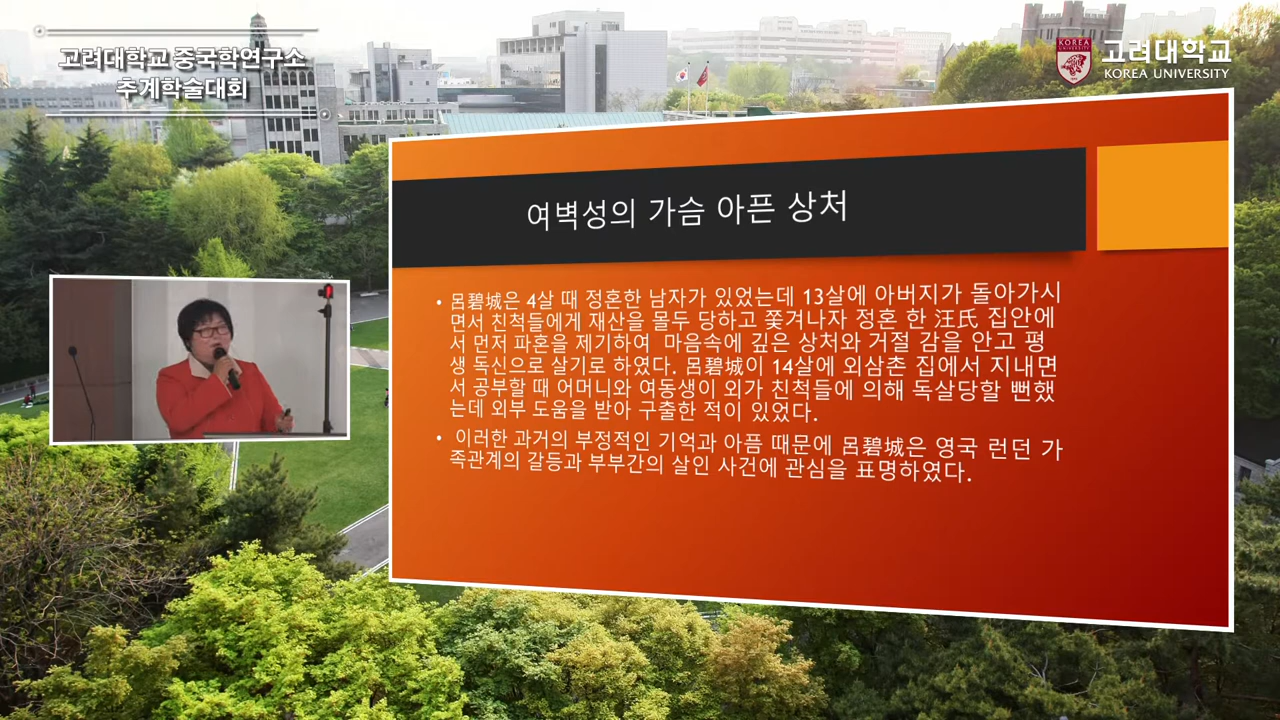 고려대학교 중국학연구소
추계학술대회
KOREA
고려대학교
KOREA UNIVERSITY
여벽성의 가슴 아픈 상처
• 呂碧城은 4살 때 정혼한 남자가 있었는데 13살에 아버지가 돌아가시
면서 친척들에게 재산을 몰두 당하고 쫓겨나자 정혼 한 汪氏 집안에
서 먼저 파혼을 제기하여 마음속에 깊은 상처와 거절 감을 안고 평
생 독신으로 살기로 하였다. 呂碧城이 14살에 외삼촌 집에서 지내면
서 공부할 때 어머니와 여동생이 외가 친척들에 의해 독살당할 뻔했
는데 외부 도움을 받아 구출한 적이 있었다.
• 이러한 과거의 부정적인 기억과 아픔 때문에 呂碧城은 영국 런던 가
족관계의 갈등과 부부간의 살인 사건에 관심을 표명하였다.